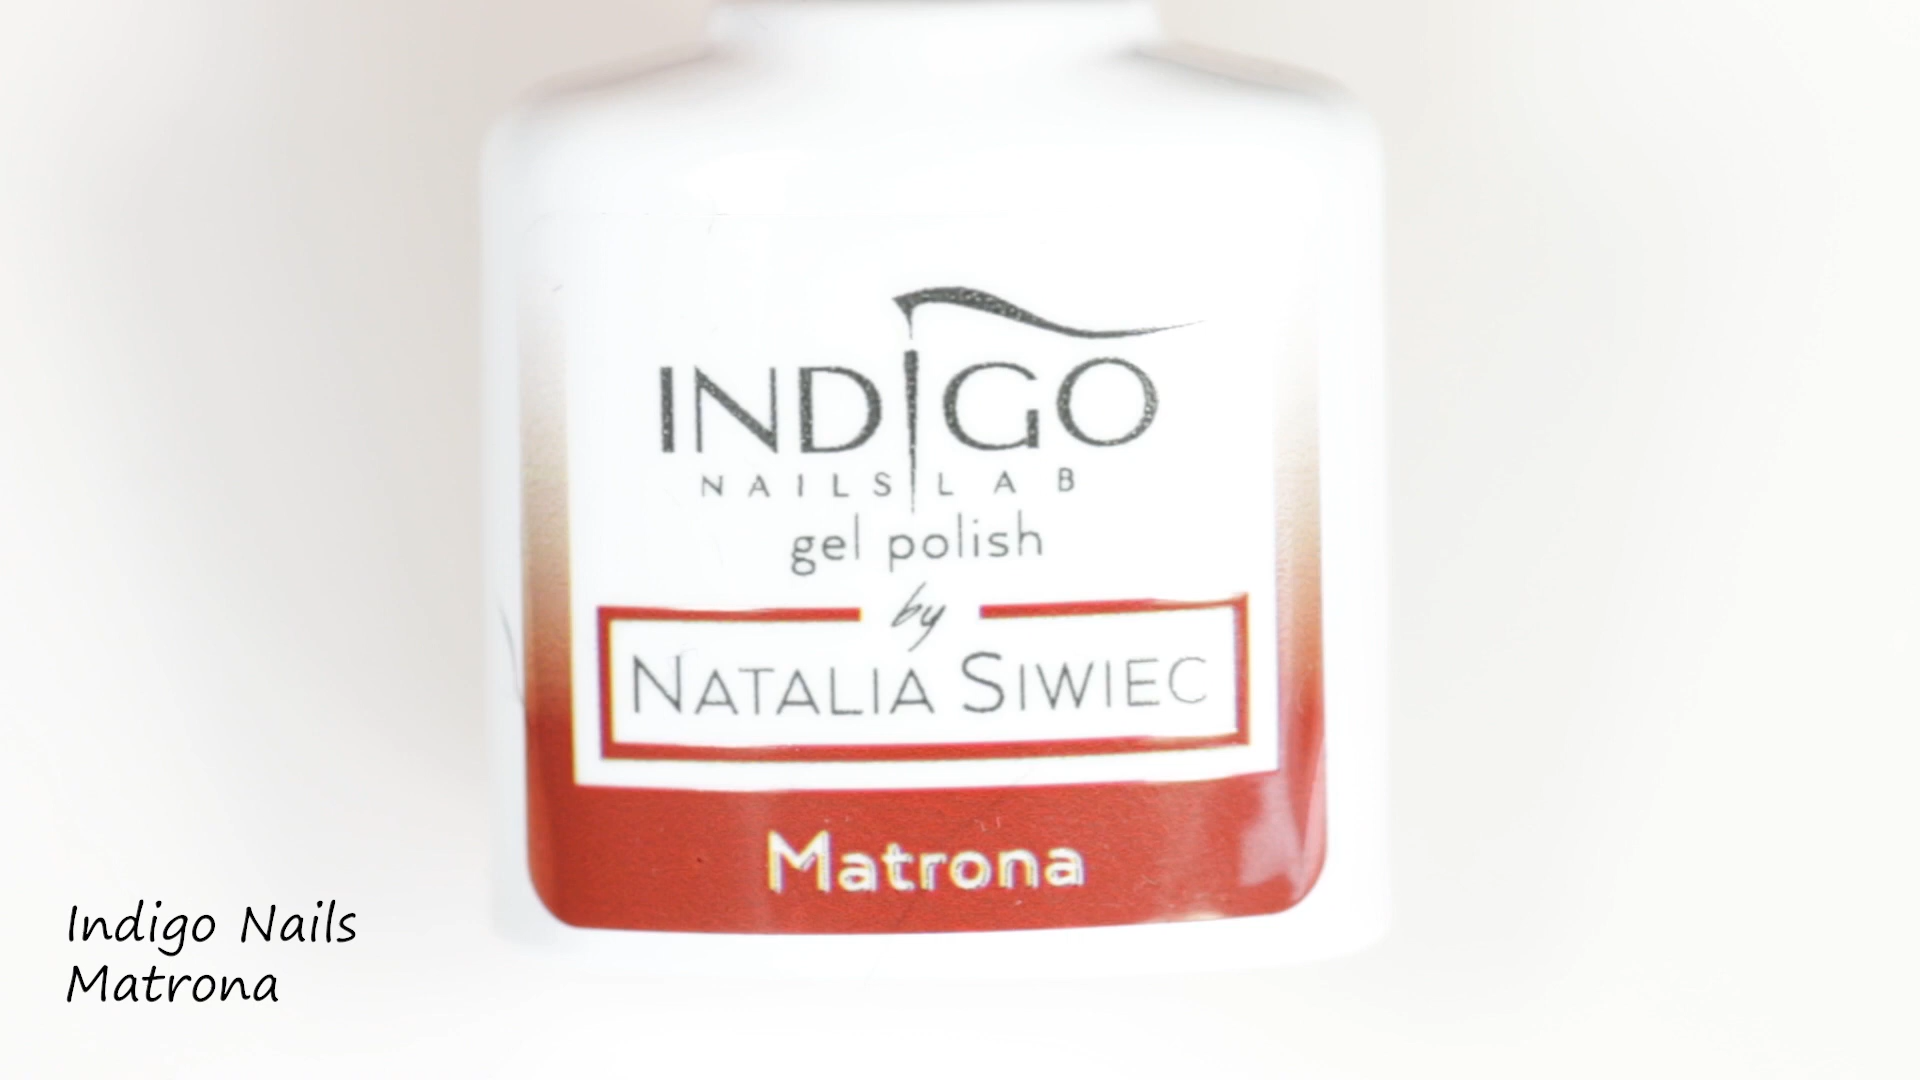 INDIGO
NAILS LAB
gel polish
by
NATALIA SIWIEC
Matrona
Indigo Nails
Matrona